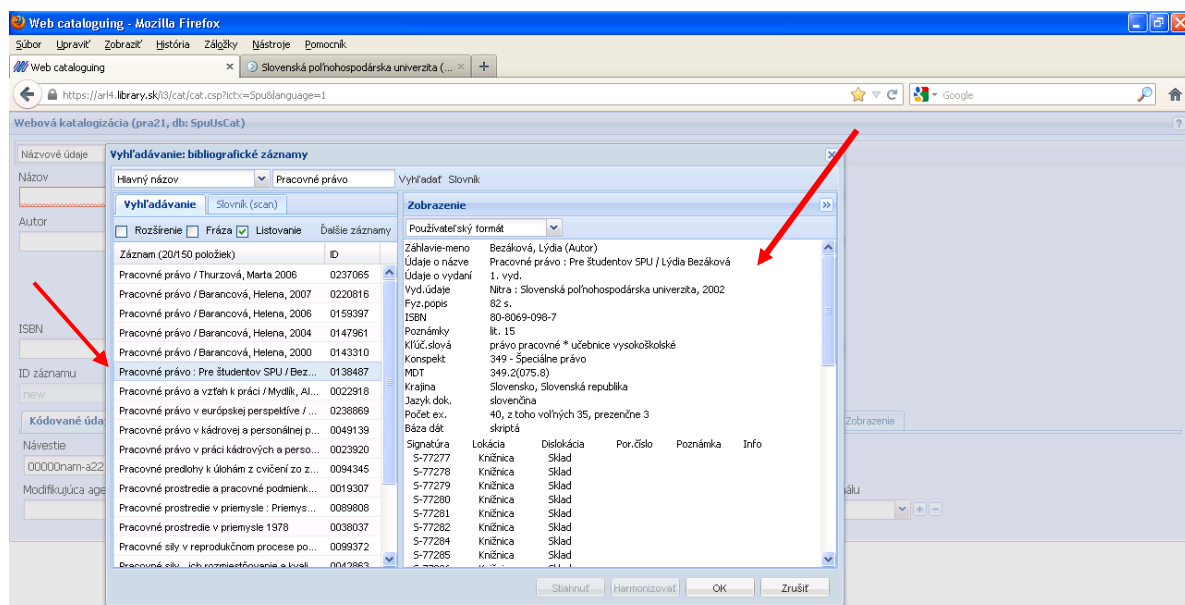 Web cataloguing - Mozilla Firefox
Súbor Upraviť Zobraziť História Záložky Nástroje Pomocník
Web cataloguing × Slovenská poľnohospodárska univerzita (... × +
https://arl4.library.sk/i3/cat/cat.csp?ictx=Spu&language=1 Google
Webová katalogizácia (pra21, db: SpuUsCat) ?
Názvové údaje
Názov
Autor
ISBN
ID záznamu
new
Kódované úda
Návestie
00000nam-a22
Modifikujúca age
Zobrazenie
álu
Vyhľadávanie: bibliografické záznamy
Hlavný názov Pracovné právo Vyhľadať Slovník
Vyhľadávanie Slovník (scan)
Rozšírenie Fráza Listovanie Ďalšie záznamy
Záznam (20/150 položiek) ID
Pracovné právo / Thurzová, Marta 2006 0237065
Pracovné právo / Barancová, Helena, 2007 0220816
Pracovné právo / Barancová, Helena, 2006 0159397
Pracovné právo / Barancová, Helena, 2004 0147961
Pracovné právo / Barancová, Helena, 2000 0143310
Pracovné právo : Pre študentov SPU / Bez... 0138487
Pracovné právo a vzťah k práci / Mydlík, Al... 0022918
Pracovné právo v európskej perspektíve / ... 0238869
Pracovné právo v kádrovej a personálnej p... 0049139
Pracovné právo v práci kádrových a perso... 0023920
Pracovné predlohy k úlohám z cvičení zo z... 0094345
Pracovné prostredie a pracovné podmienk... 0019307
Pracovné prostredie v priemysle : Priemys... 0089808
Pracovné prostredie v priemysle 1978 0038037
Pracovné sily v reprodukčnom procese po... 0099372
Pracovné sily, ich rozmiestňovanie a kvali 0042863
Zobrazenie
Používateľský formát
Záhlavie-meno Bezáková, Lýdia (Autor)
Údaje o názve Pracovné právo : Pre študentov SPU / Lýdia Bezáková
Údaje o vydaní 1. vyd.
Vyd.údaje Nitra : Slovenská poľnohospodárska univerzita, 2002
Fyz.popis 82 s.
ISBN 80-8069-098-7
Poznámky lit. 15
Kľúč.slová právo pracovné * učebnice vysokoškolské
Konspekt 349 - Špeciálne právo
MDT 349.2(075.8)
Krajina Slovensko, Slovenská republika
Jazyk dok. slovenčina
Počet ex. 40, z toho voľných 35, prezenčne 3
Báza dát skriptá
Signatúra Lokácia Dislokácia Por.číslo Poznámka Info
S-77277 Knižnica Sklad
S-77278 Knižnica Sklad
S-77279 Knižnica Sklad
S-77280 Knižnica Sklad
S-77281 Knižnica Sklad
S-77282 Knižnica Sklad
S-77284 Knižnica Sklad
S-77285 Knižnica Sklad
Stiahnuť Harmonizovať OK Zrušiť